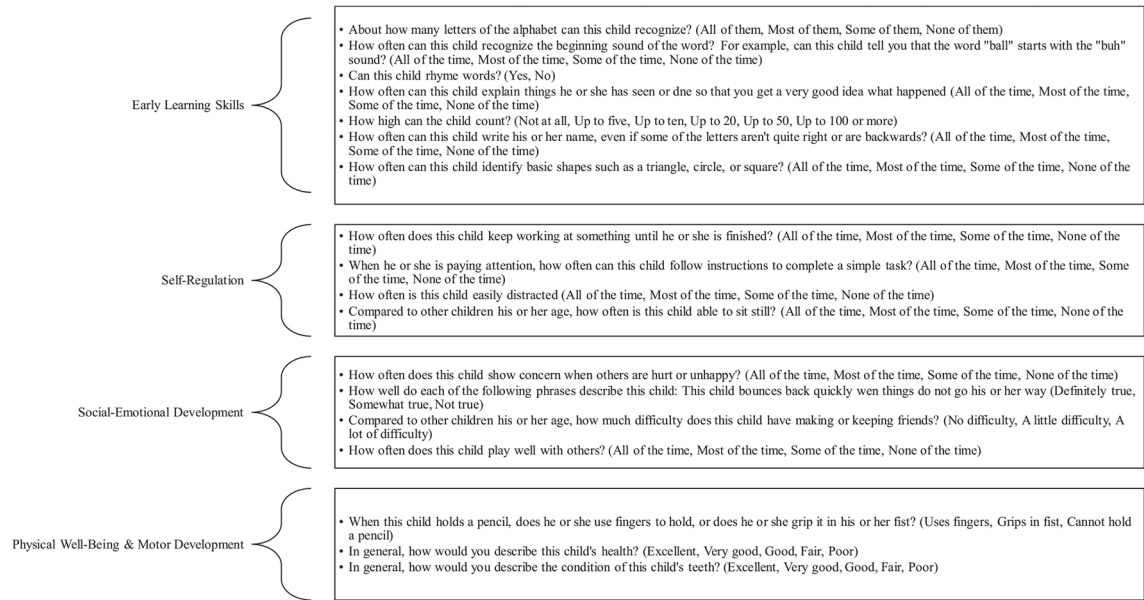 Early Learning Skills
• About how many letters of the alphabet can this child recognize? (All of them, Most of them, Some of them, None of them)
• How often can this child recognize the beginning sound of the word? For example, can this child tell you that the word "ball" starts with the "buh"
sound? (All of the time, Most of the time, Some of the time, None of the time)
• Can this child rhyme words? (Yes, No)
• How often can this child explain things he or she has seen or dne so that you get a very good idea what happened (All of the time, Most of the time,
Some of the time, None of the time)
• How high can the child count? (Not at all, Up to five, Up to ten, Up to 20, Up to 50, Up to 100 or more)
• How often can this child write his or her name, even if some of the letters aren't quite right or are backwards? (All of the time, Most of the time,
Some of the time, None of the time)
• How often can this child identify basic shapes such as a triangle, circle, or square? (All of the time, Most of the time, Some of the time, None of the
time)
Self-Regulation
• How often does this child keep working at something until he or she is finished? (All of the time, Most of the time, Some of the time, None of the
time)
• When he or she is paying attention, how often can this child follow instructions to complete a simple task? (All of the time, Most of the time, Some
of the time, None of the time)
• How often is this child easily distracted (All of the time, Most of the time, Some of the time, None of the time)
• Compared to other children his or her age, how often is this child able to sit still? (All of the time, Most of the time, Some of the time, None of the
time)
Social-Emotional Development
• How often does this child show concern when others are hurt or unhappy? (All of the time, Most of the time, Some of the time, None of the time)
• How well do each of the following phrases describe this child: This child bounces back quickly wen things do not go his or her way (Definitely true,
Somewhat true, Not true)
• Compared to other children his or her age, how much difficulty does this child have making or keeping friends? (No difficulty, A little difficulty, A
lot of difficulty)
• How often does this child play well with others? (All of the time, Most of the time, Some of the time, None of the time)
Physical Well-Being & Motor Development
• When this child holds a pencil, does he or she use fingers to hold, or does he or she grip it in his or her fist? (Uses fingers, Grips in fist, Cannot hold
a pencil)
• In general, how would you describe this child's health? (Excellent, Very good, Good, Fair, Poor)
• In general, how would you describe the condition of this child's teeth? (Excellent, Very good, Good, Fair, Poor)